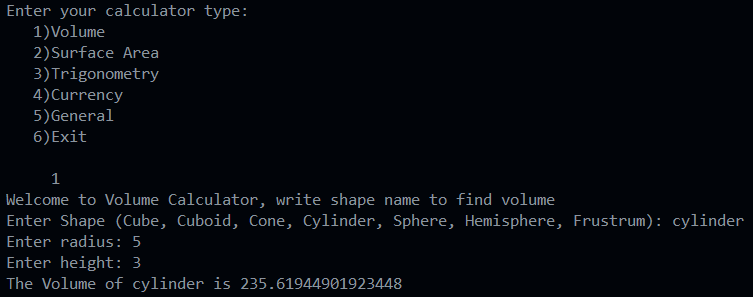 Enter your calculator type:
1)Volume
2)Surface Area
3)Trigonometry
4)Currency
5)General
6)Exit
1
Welcome to Volume Calculator, write shape name to find volume
Enter Shape (Cube, Cuboid, Cone, Cylinder, Sphere, Hemisphere, Frustrum): cylinder
Enter radius: 5
Enter height: 3
The Volume of cylinder is 235.61944901923448